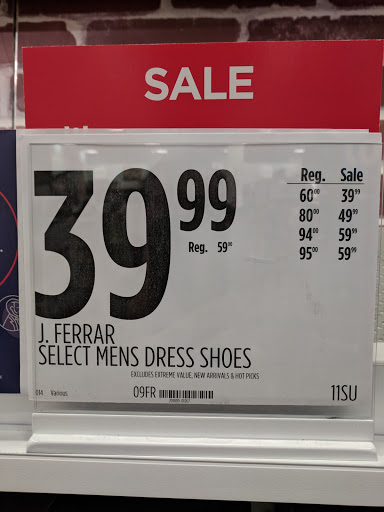 SALE
39 99
Reg. 59 00
Reg. Sale
60 00 39 99
80 00 49 99
94 00 59 99
95 00 59 99
J. FERRAR
SELECT MENS DRESS SHOES
EXCLUDES EXTREME VALUE, NEW ARRIVALS & HOT PICKS
014 Various
09FR
11SU